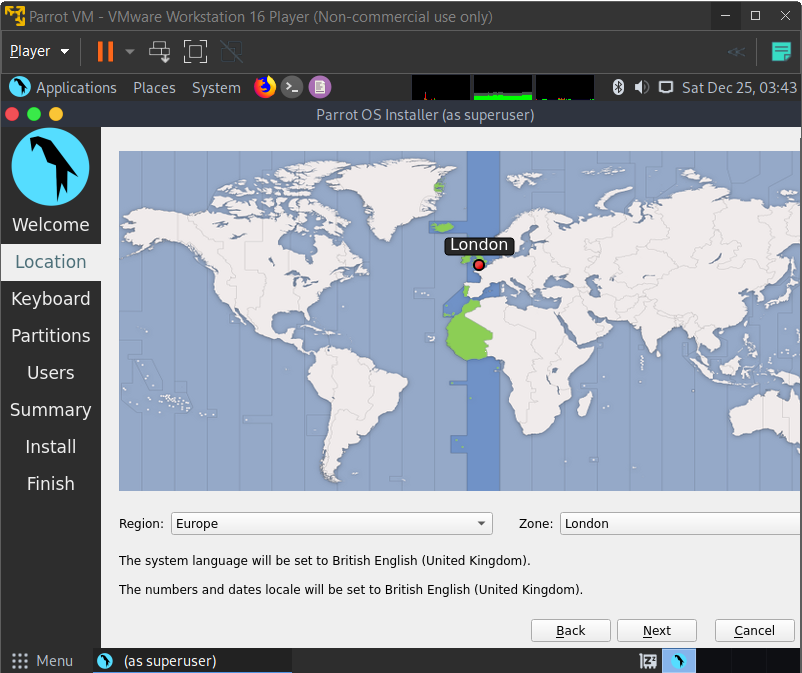 Parrot VM - VMware Workstation 16 Player (Non-commercial use only)
Player
Applications Places System Sat Dec 25, 03:43
Parrot OS Installer (as superuser)
Welcome
Location
Keyboard
Partitions
Users
Summary
Install
Finish
London
Region: Europe Zone: London
The system language will be set to British English (United Kingdom).
The numbers and dates locale will be set to British English (United Kingdom).
Back Next Cancel
Menu (as superuser)